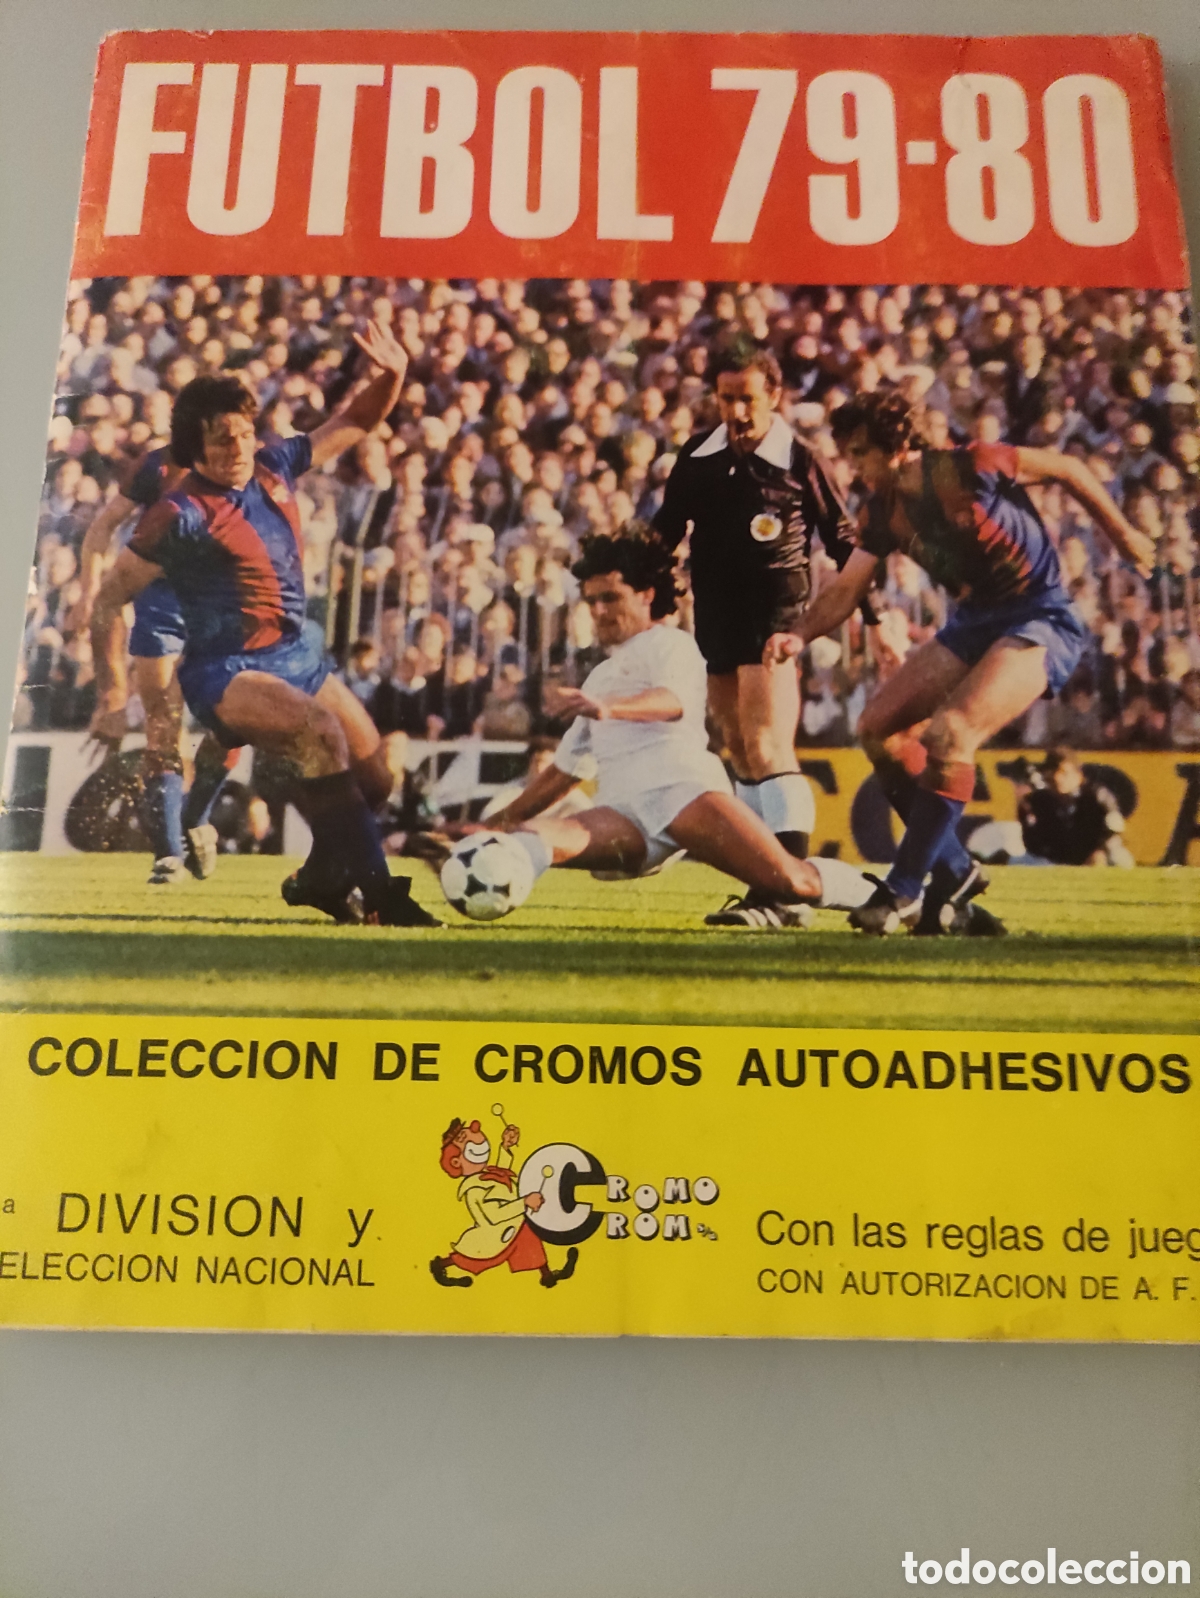 FUTBOL 79-80
COLECCION DE CROMOS AUTOADHESIVOS
ª DIVISION y
ELECCION NACIONAL
CROMO
CROM S/A
Con las reglas de jueg
CON AUTORIZACION DE A. F.
todocoleccion